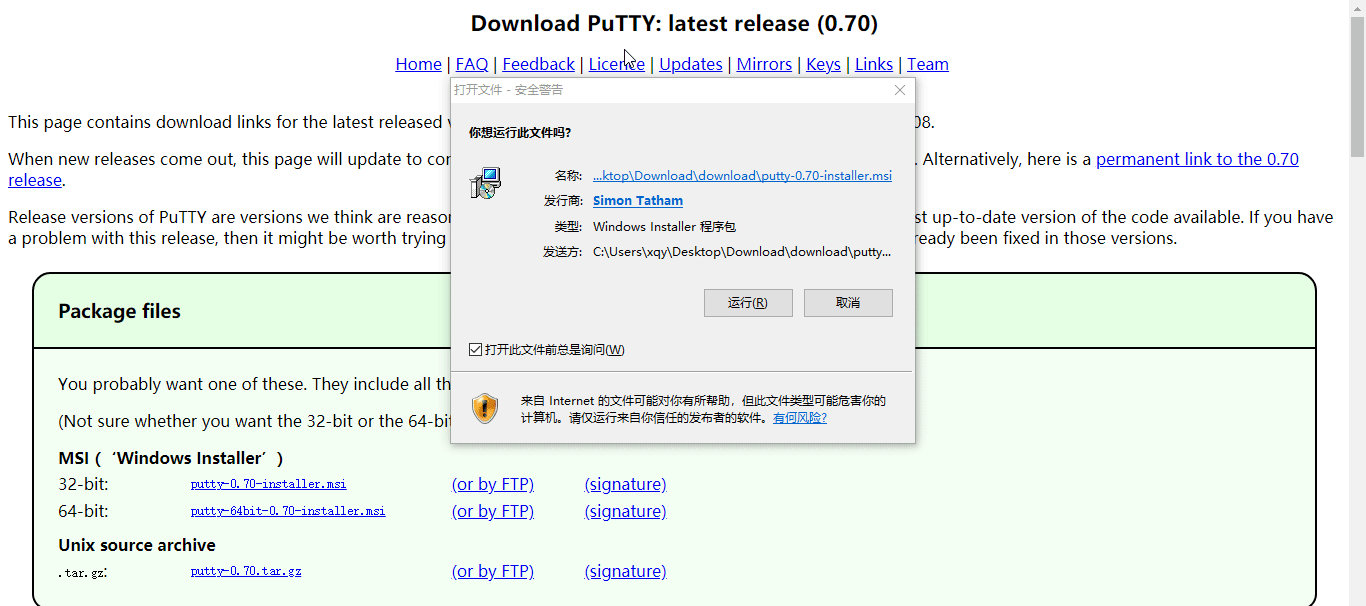 Download PuTTY: latest release (0.70)
Home | FAQ | Feedback | Licence | Updates | Mirrors | Keys | Links | Team
打开文件 - 安全警告
This page contains download links for the latest released 08.
你想运行此文件吗?
When new releases come out, this page will update to . Alternatively, here is a permanent link to the 0.70
release.
名称: ...ktop\Download\download\putty-0.70-installer.msi
发行商: Simon Tatham
Release versions of PuTTY are versions we think are up-to-date version of the code available. If you have
类型: Windows Installer 程序包
a problem with this release, then it might be worth trying been fixed in those versions.
发送方: C:\Users\xqy\Desktop\Download\download\putty...
运行(R) 取消
Package files
打开此文件前总是询问(W)
You probably want one of these. They include all
来自 Internet 的文件可能对你有所帮助，但此文件类型可能危害你的
计算机。请仅运行来自你信任的发布者的软件。有何风险?
(Not sure whether you want the 32-bit or the 64-bit
MSI (‘Windows Installer’)
32-bit: putty-0.70-installer.msi (or by FTP) (signature)
64-bit: putty-64bit-0.70-installer.msi (or by FTP) (signature)
Unix source archive
.tar.gz: putty-0.70.tar.gz (or by FTP) (signature)